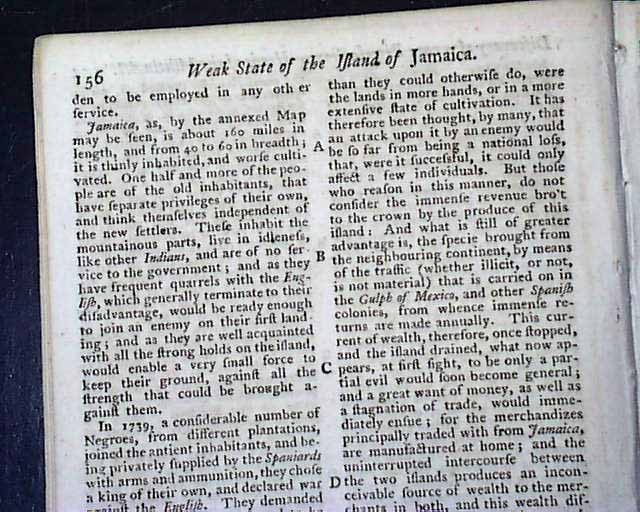 156
Weak State of the Iſland of Jamaica.
den to be employed in any other
ſervice.
Jamaica, as, by the annexed Map
may be ſeen, is about 160 miles in
length, and from 40 to 60 in breadth;
it is thinly inhabited, and worſe culti-
vated. One half and more of the peo-
ple are of the old inhabitants, that
have ſeparate privileges of their own,
and think themſelves independent of
the new ſettlers. Theſe inhabit the
mountainous parts, live in idleneſs,
like other Indians, and are of no ſer-
vice to the government; and as they
have frequent quarrels with the Eng-
liſh, which generally terminate to their
diſadvantage, would be ready enough
to join an enemy on their firſt land-
ing; and as they are well acquainted
with all the ſtrong holds on the iſland,
would enable a very ſmall force to
keep their ground, againſt all the
ſtrength that could be brought a-
gainſt them.
In 1739, a conſiderable number of
Negroes, from different plantations,
joined the antient inhabitants, and be-
ing privately ſupplied by the Spaniards
with arms and ammunition, they choſe
a king of their own, and declared war
againſt the Engliſh. They demanded
than they could otherwiſe do, were
the lands in more hands, or in a more
extenſive ſtate of cultivation. It has
therefore been thought, by many, that
an attack upon it by an enemy would
A be ſo far from being a national loſs,
that, were it ſucceſsful, it could only
affect a few individuals. But thoſe
who reaſon in this manner, do not
conſider the immenſe revenue bro't
to the crown by the produce of this
iſland: And what is ſtill of greater
advantage is, the ſpecie brought from
B the neighbouring continent, by means
of the traffic (whether illicit, or not,
is not material) that is carried on in
the Gulph of Mexico, and other Spaniſh
colonies, from whence immenſe re-
turns are made annually. This cur-
rent of wealth, therefore, once ſtopped,
and the iſland drained, what now ap-
C pears, at firſt ſight, to be only a par-
tial evil would ſoon become general;
and a great want of money, as well as
a ſtagnation of trade, would imme-
diately enſue; for the merchandizes
principally traded with from Jamaica,
are manufactured at home; and the
uninterrupted intercourſe between
D the two iſlands produces an incon-
ceivable ſource of wealth to the mer-
chants in both, and this wealth dif-